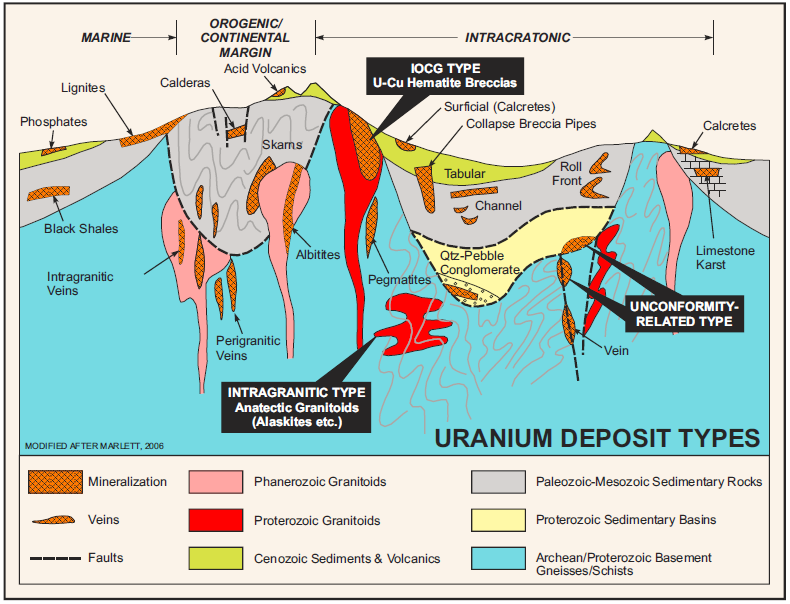 MARINE
OROGENIC/
CONTINENTAL
MARGIN
INTRACRATONIC
Acid Volcanics
Calderas
Lignites
Phosphates
IOCG TYPE
U-Cu Hematite Breccias
Surficial (Calcretes)
Collapse Breccia Pipes
Calcretes
Skarns
Tabular
Roll
Front
Channel
Black Shales
Albitites
Pegmatites
Qtz-Pebble
Conglomerate
Limestone
Karst
Intragranitic
Veins
UNCONFORMITY-
RELATED TYPE
Perigranitic
Veins
Vein
INTRAGRANITIC TYPE
Anatectic Granitoids
(Alaskites etc.)
MODIFIED AFTER MARLETT, 2006
URANIUM DEPOSIT TYPES
Mineralization
Phanerozoic Granitoids
Paleozoic-Mesozoic Sedimentary Rocks
Veins
Proterozoic Granitoids
Proterozoic Sedimentary Basins
Faults
Cenozoic Sediments & Volcanics
Archean/Proterozoic Basement
Gneisses/Schists